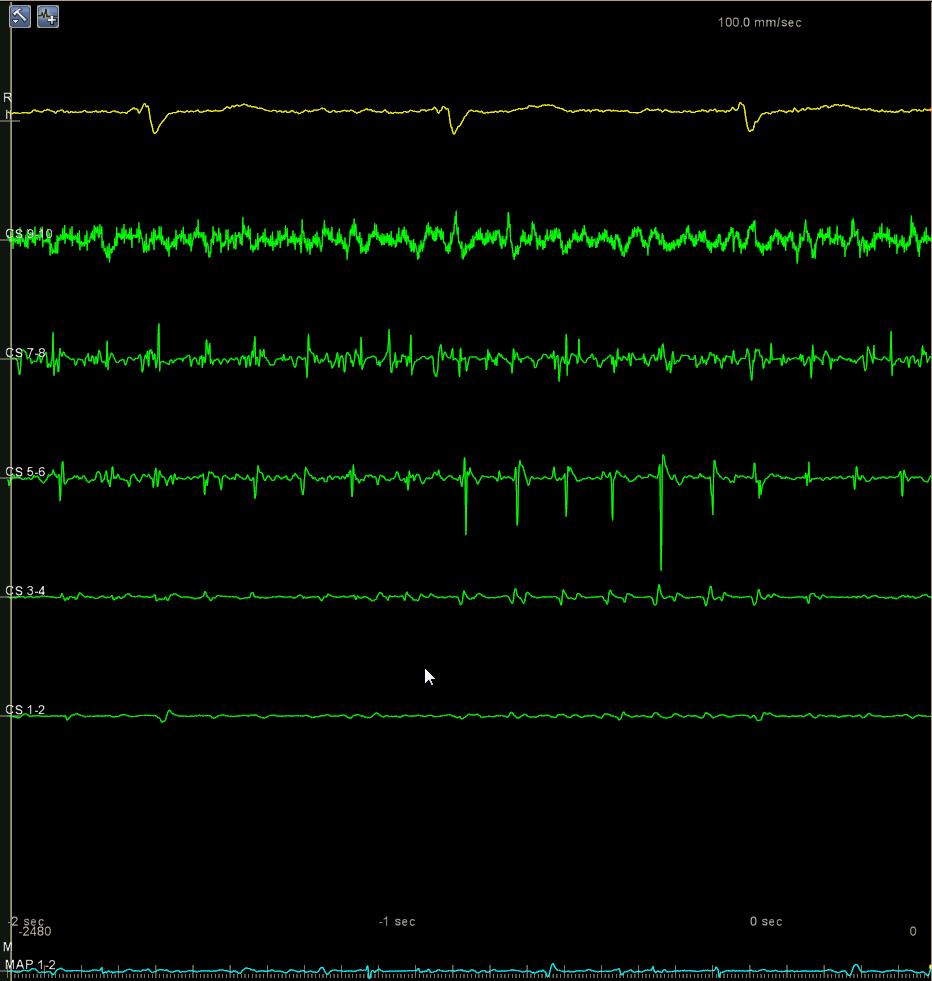 100.0 mm/sec
R
CS 9-10
CS 7-8
CS 5-6
CS 3-4
CS 1-2
-2 sec
-1 sec
0 sec
-2480
0
M
MAP 1-2